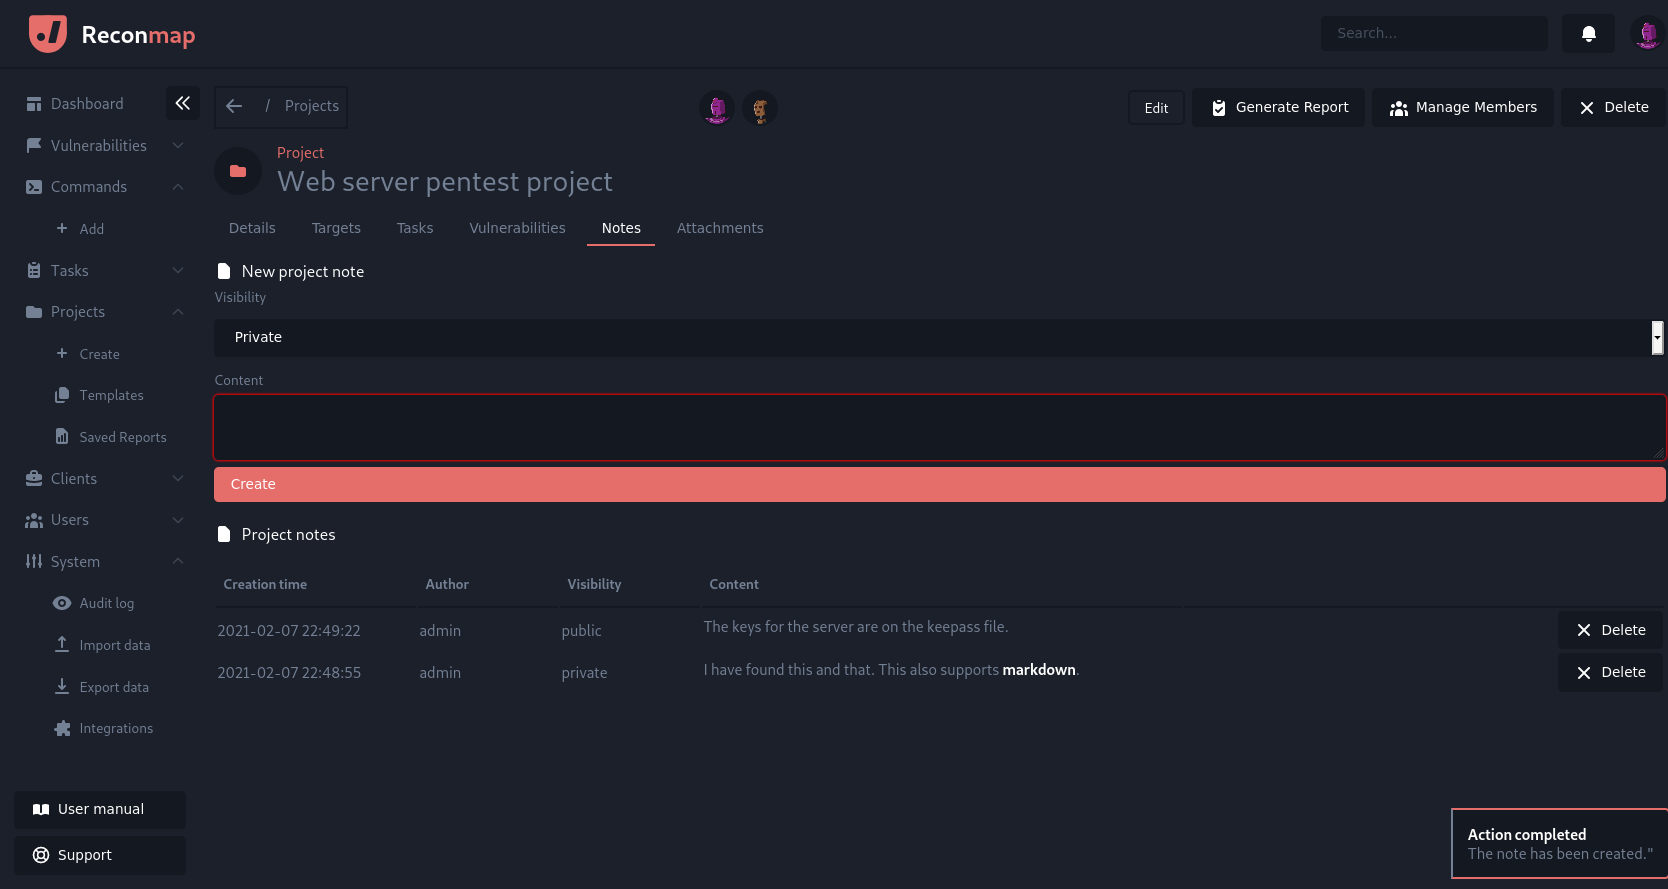 Reconmap
Search...
Dashboard
Vulnerabilities
Commands
Add
Tasks
Projects
Create
Templates
Saved Reports
Clients
Users
System
Audit log
Import data
Export data
Integrations
User manual
Support
/ Projects
Edit
Generate Report
Manage Members
Delete
Project
Web server pentest project
Details Targets Tasks Vulnerabilities Notes Attachments
New project note
Visibility
Private
Content
Create
Project notes
Creation time Author Visibility Content
2021-02-07 22:49:22 admin public The keys for the server are on the keepass file. Delete
2021-02-07 22:48:55 admin private I have found this and that. This also supports markdown. Delete
Action completed
The note has been created."